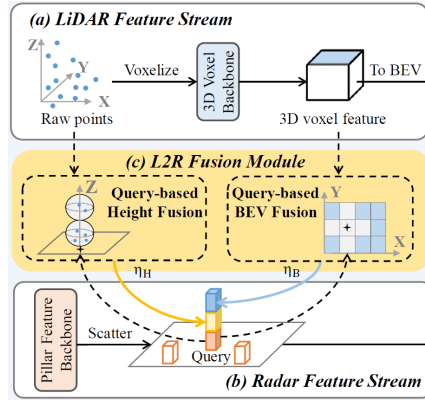 (a) LiDAR Feature Stream
Z
Y
X
Raw points
Voxelize
3D Voxel
Backbone
3D voxel feature
To BEV
(c) L2R Fusion Module
Z
Query-based
Height Fusion
Query-based
BEV Fusion
Y
X
ηH
ηB
Pillar Feature
Backbone
Scatter
Query
(b) Radar Feature Stream